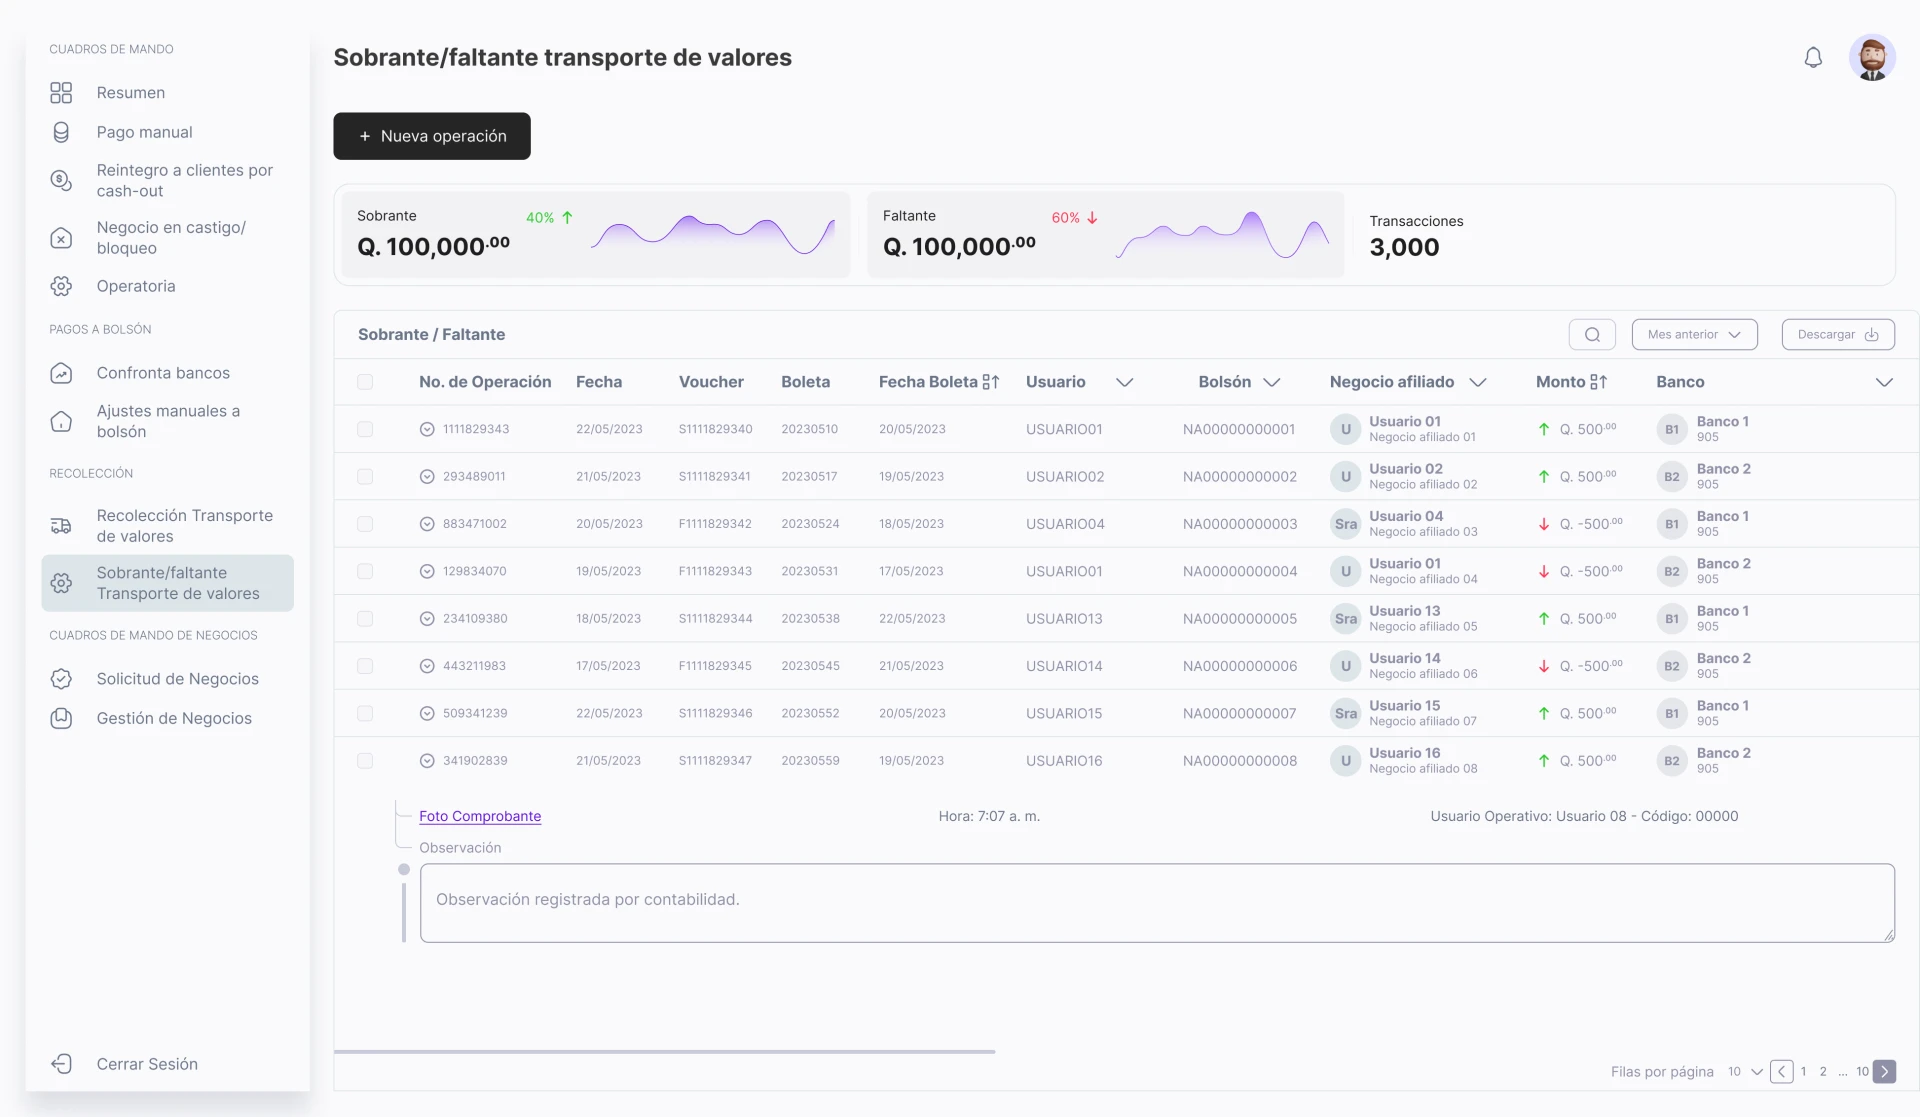 CUADROS DE MANDO
Resumen
Pago manual
Reintegro a clientes por
cash-out
Negocio en castigo/
bloqueo
Operatoria
PAGOS A BOLSÓN
Confronta bancos
Ajustes manuales a
bolsón
RECOLECCIÓN
Recolección Transporte
de valores
Sobrante/faltante
Transporte de valores
CUADROS DE MANDO DE NEGOCIOS
Solicitud de Negocios
Gestión de Negocios
Cerrar Sesión
Sobrante/faltante transporte de valores
+ Nueva operación
Sobrante 40%
Q. 100,000.00
Faltante 60%
Q. 100,000.00
Transacciones
3,000
Sobrante / Faltante Mes anterior Descargar
No. de Operación Fecha Voucher Boleta Fecha Boleta Usuario Bolsón Negocio afiliado Monto Banco
1111829343 22/05/2023 S1111829340 20230510 20/05/2023 USUARIO01 NA00000000001 U Usuario 01 Q. 500.00 B1 Banco 1
Negocio afiliado 01 905
293489011 21/05/2023 S1111829341 20230517 19/05/2023 USUARIO02 NA00000000002 U Usuario 02 Q. 500.00 B2 Banco 2
Negocio afiliado 02 905
883471002 20/05/2023 F1111829342 20230524 18/05/2023 USUARIO04 NA00000000003 Sra Usuario 04 Q. -500.00 B1 Banco 1
Negocio afiliado 03 905
129834070 19/05/2023 F1111829343 20230531 17/05/2023 USUARIO01 NA00000000004 U Usuario 01 Q. -500.00 B2 Banco 2
Negocio afiliado 04 905
234109380 18/05/2023 S1111829344 20230538 22/05/2023 USUARIO13 NA00000000005 Sra Usuario 13 Q. 500.00 B1 Banco 1
Negocio afiliado 05 905
443211983 17/05/2023 F1111829345 20230545 21/05/2023 USUARIO14 NA00000000006 U Usuario 14 Q. -500.00 B2 Banco 2
Negocio afiliado 06 905
509341239 22/05/2023 S1111829346 20230552 20/05/2023 USUARIO15 NA00000000007 Sra Usuario 15 Q. 500.00 B1 Banco 1
Negocio afiliado 07 905
341902839 21/05/2023 S1111829347 20230559 19/05/2023 USUARIO16 NA00000000008 U Usuario 16 Q. 500.00 B2 Banco 2
Negocio afiliado 08 905
Foto Comprobante Hora: 7:07 a. m. Usuario Operativo: Usuario 08 - Código: 00000
Observación
Observación registrada por contabilidad.
Filas por página 10 1 2 ... 10